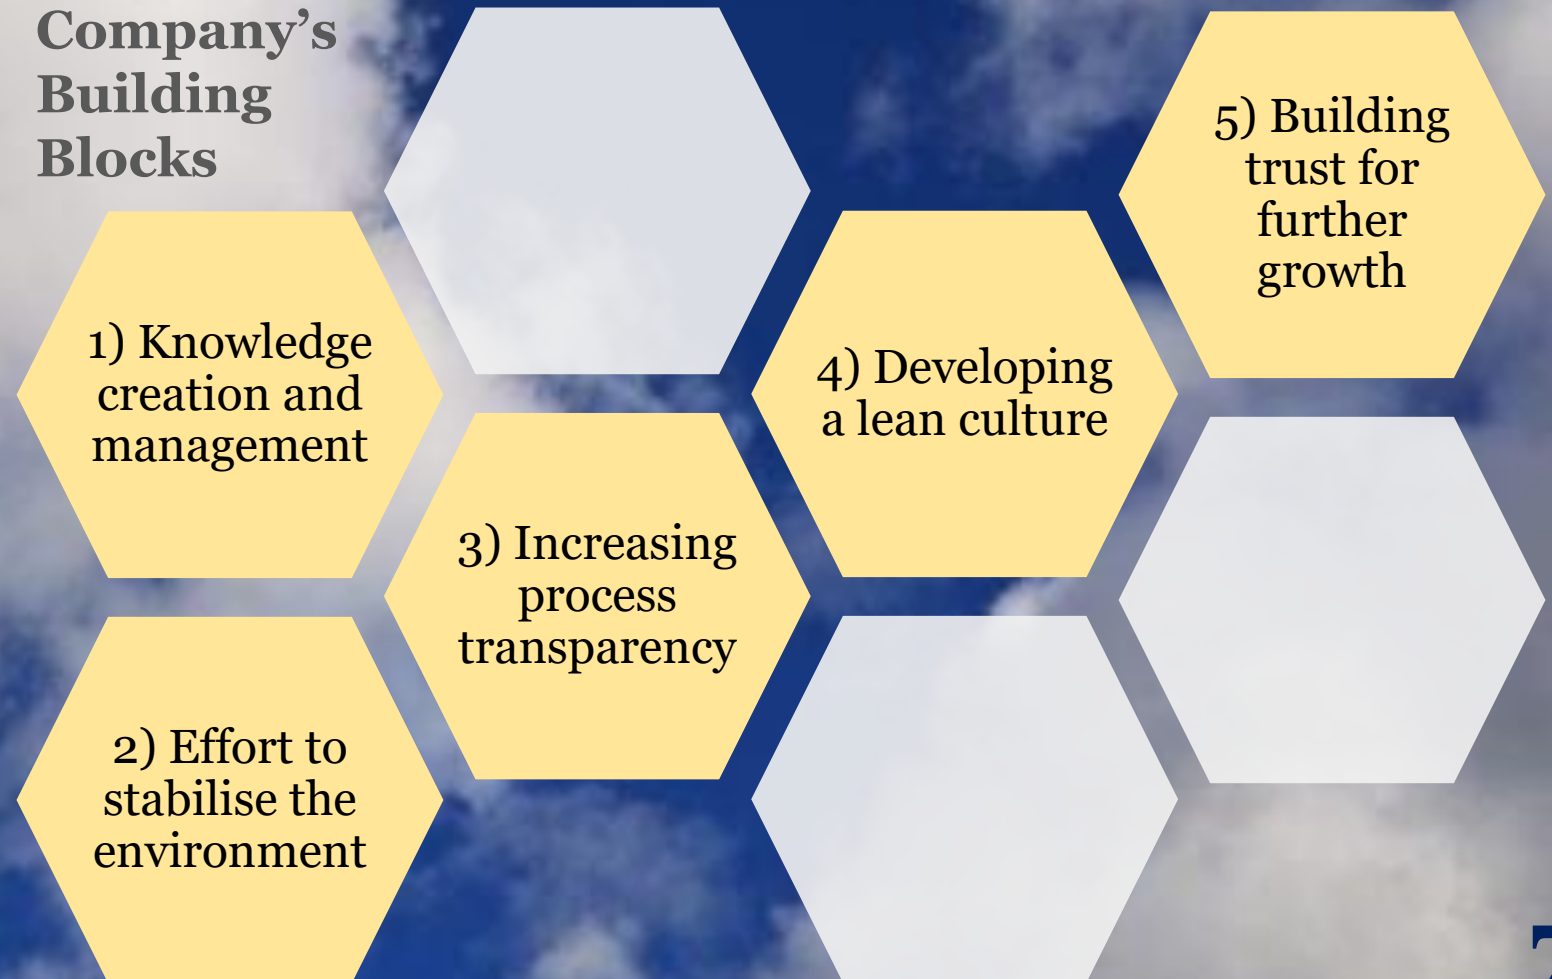 Company’s
Building
Blocks
1) Knowledge
creation and
management
2) Effort to
stabilise the
environment
3) Increasing
process
transparency
4) Developing
a lean culture
5) Building
trust for
further
growth